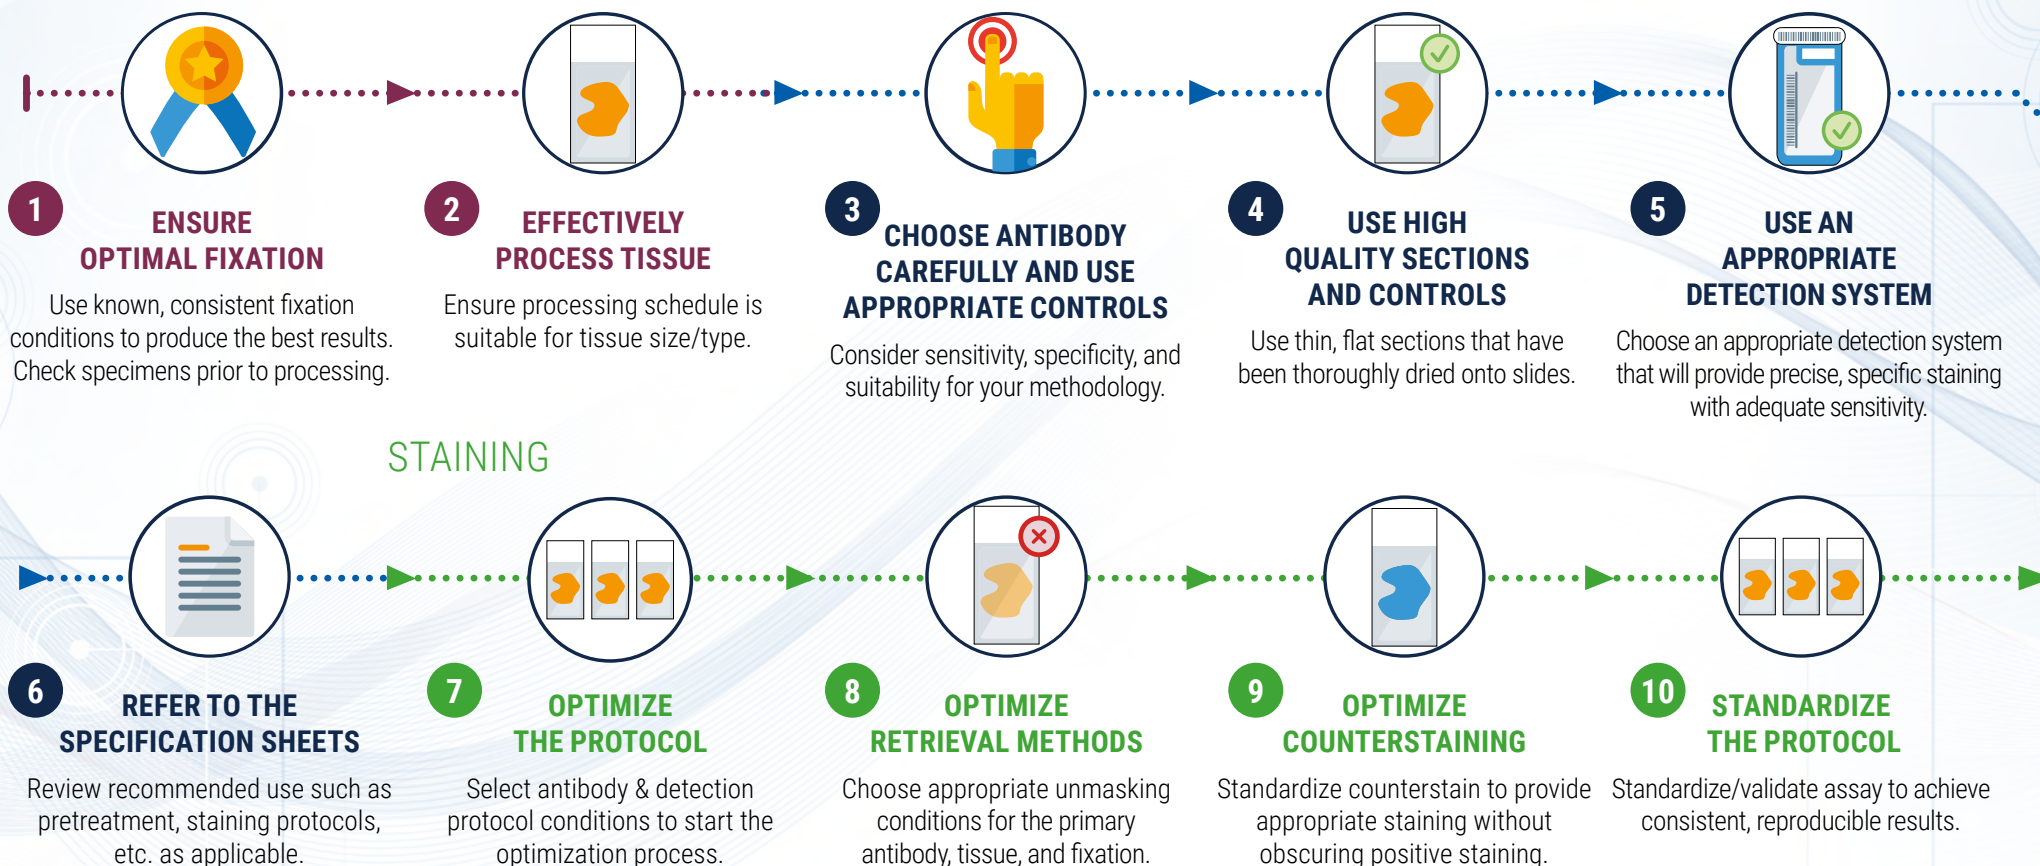 1
ENSURE
OPTIMAL FIXATION
Use known, consistent fixation
conditions to produce the best results.
Check specimens prior to processing.
2
EFFECTIVELY
PROCESS TISSUE
Ensure processing schedule is
suitable for tissue size/type.
3
CHOOSE ANTIBODY
CAREFULLY AND USE
APPROPRIATE CONTROLS
Consider sensitivity, specificity, and
suitability for your methodology.
4
USE HIGH
QUALITY SECTIONS
AND CONTROLS
Use thin, flat sections that have
been thoroughly dried onto slides.
5
USE AN
APPROPRIATE
DETECTION SYSTEM
Choose an appropriate detection system
that will provide precise, specific staining
with adequate sensitivity.
STAINING
6
REFER TO THE
SPECIFICATION SHEETS
Review recommended use such as
pretreatment, staining protocols,
etc. as applicable.
7
OPTIMIZE
THE PROTOCOL
Select antibody & detection
protocol conditions to start the
optimization process.
8
OPTIMIZE
RETRIEVAL METHODS
Choose appropriate unmasking
conditions for the primary
antibody, tissue, and fixation.
9
OPTIMIZE
COUNTERSTAINING
Standardize counterstain to provide
appropriate staining without
obscuring positive staining.
10
STANDARDIZE
THE PROTOCOL
Standardize/validate assay to achieve
consistent, reproducible results.